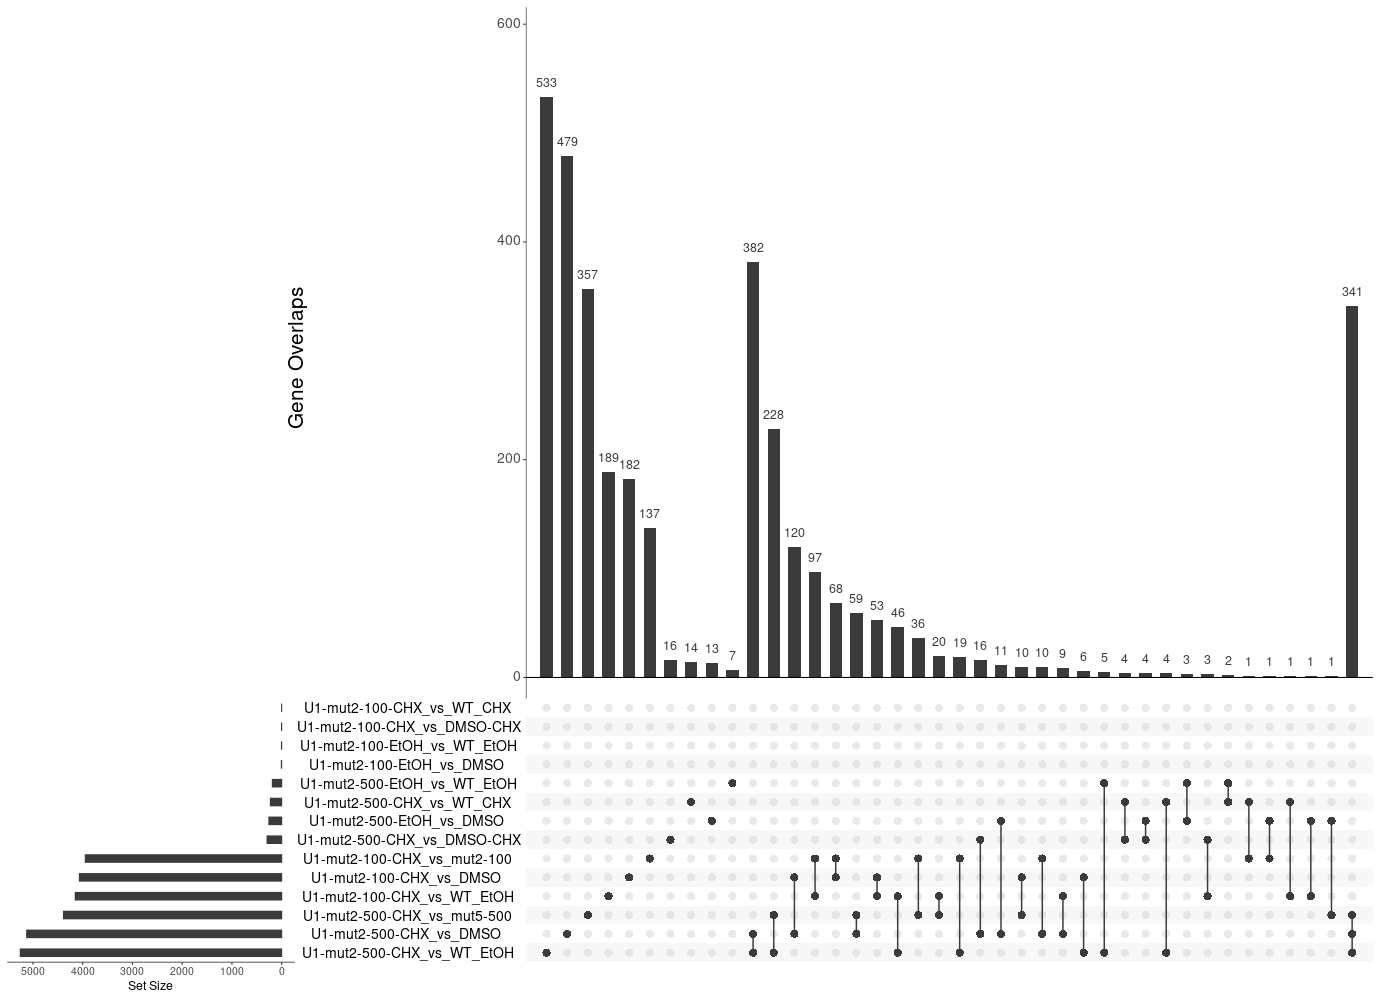 600
400
200
0
Gene Overlaps
533
479
357
189
182
137
16
14
13
7
382
228
120
97
68
59
53
46
36
20
19
16
11
10
10
9
6
5
4
4
4
3
3
2
1
1
1
1
1
341
U1-mut2-100-CHX_vs_WT_CHX
U1-mut2-100-CHX_vs_DMSO-CHX
U1-mut2-100-EtOH_vs_WT_EtOH
U1-mut2-100-EtOH_vs_DMSO
U1-mut2-500-EtOH_vs_WT_EtOH
U1-mut2-500-CHX_vs_WT_CHX
U1-mut2-500-EtOH_vs_DMSO
U1-mut2-500-CHX_vs_DMSO-CHX
U1-mut2-100-CHX_vs_mut2-100
U1-mut2-100-CHX_vs_DMSO
U1-mut2-100-CHX_vs_WT_EtOH
U1-mut2-500-CHX_vs_mut5-500
U1-mut2-500-CHX_vs_DMSO
U1-mut2-500-CHX_vs_WT_EtOH
5000 4000 3000 2000 1000 0
Set Size